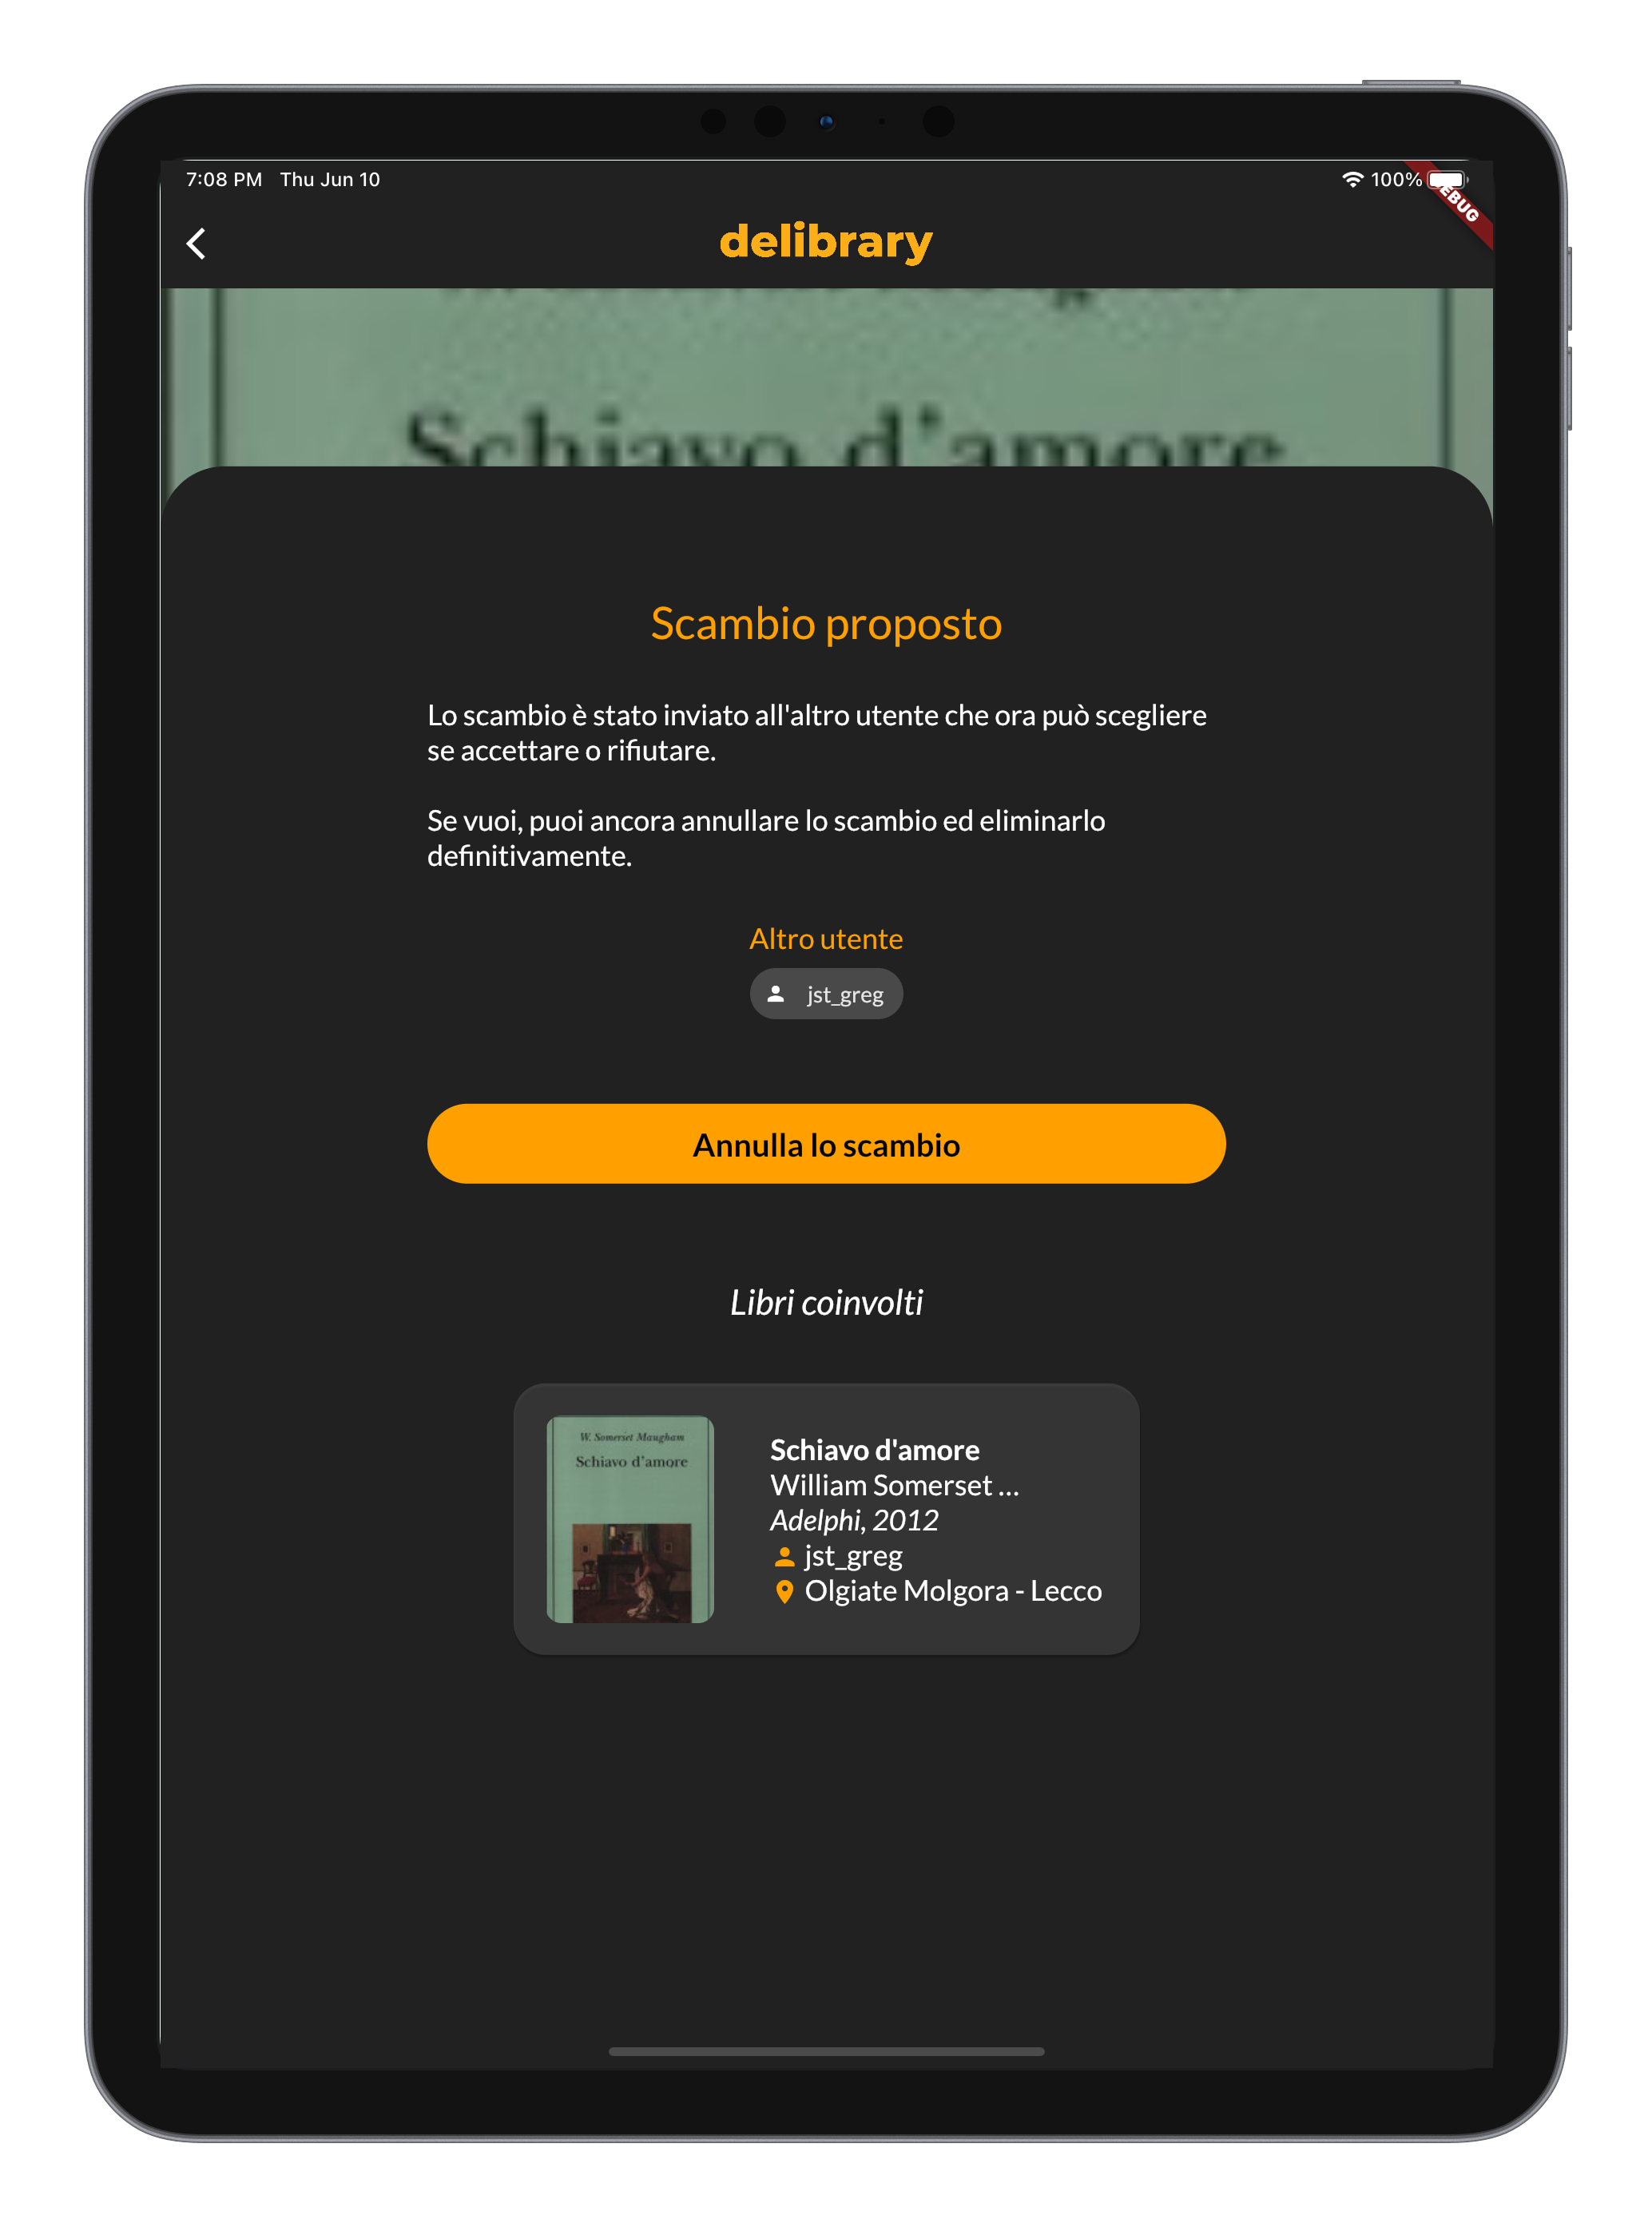 7:08 PM Thu Jun 10
100%
delibrary
Schiavo d'amore
Scambio proposto
Lo scambio è stato inviato all'altro utente che ora può scegliere
se accettare o rifiutare.
Se vuoi, puoi ancora annullare lo scambio ed eliminarlo
definitivamente.
Altro utente
jst_greg
Annulla lo scambio
Libri coinvolti
W. Somerset Maugham
Schiavo d'amore
Schiavo d'amore
William Somerset ...
Adelphi, 2012
jst_greg
Olgiate Molgora - Lecco